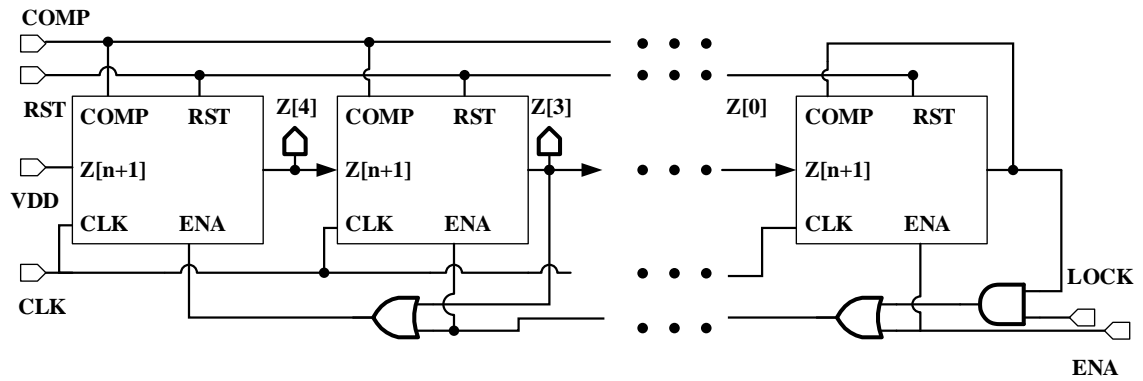 COMP
RST
VDD
CLK
COMP RST
Z[n+1]
CLK ENA
Z[4]
COMP RST
Z[n+1]
CLK ENA
Z[3]
Z[0]
COMP RST
Z[n+1]
CLK ENA
LOCK
ENA